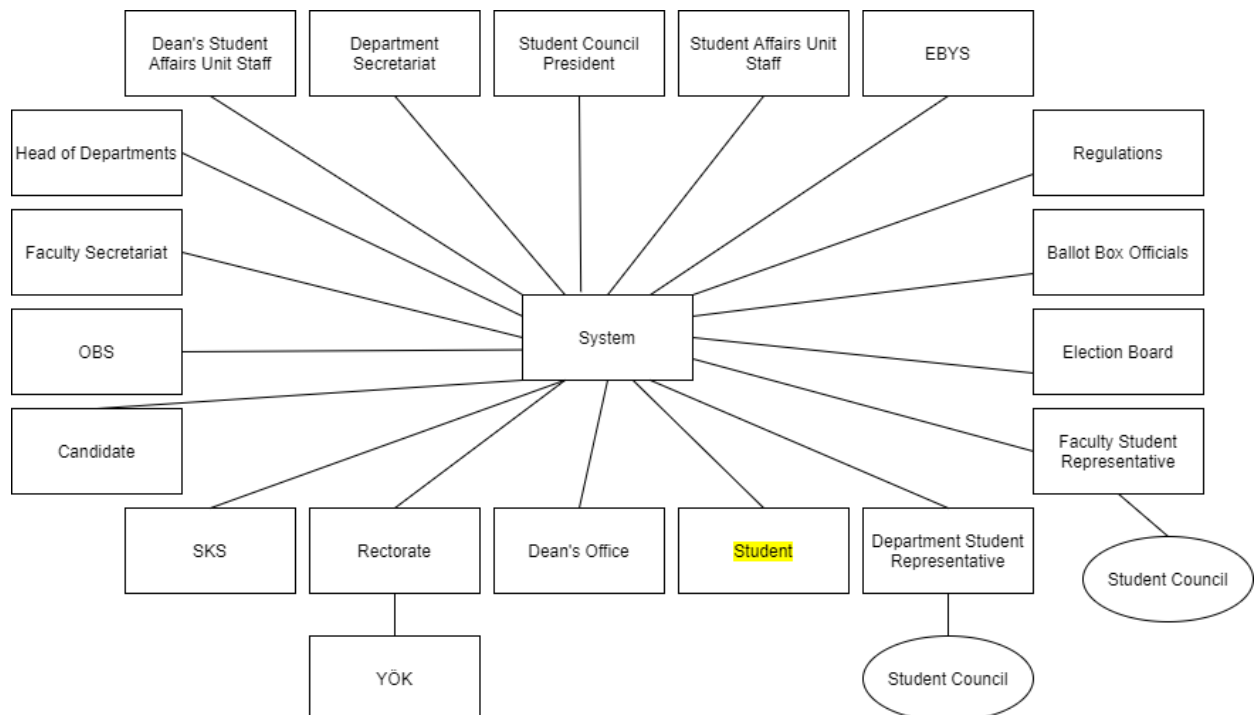 Dean's Student
Affairs Unit Staff
Department
Secretariat
Student Council
President
Student Affairs Unit
Staff
EBYS
Head of Departments
Regulations
Faculty Secretariat
Ballot Box Officials
System
OBS
Election Board
Candidate
Faculty Student
Representative
SKS
Rectorate
Dean's Office
Student
Department Student
Representative
Student Council
YÖK
Student Council